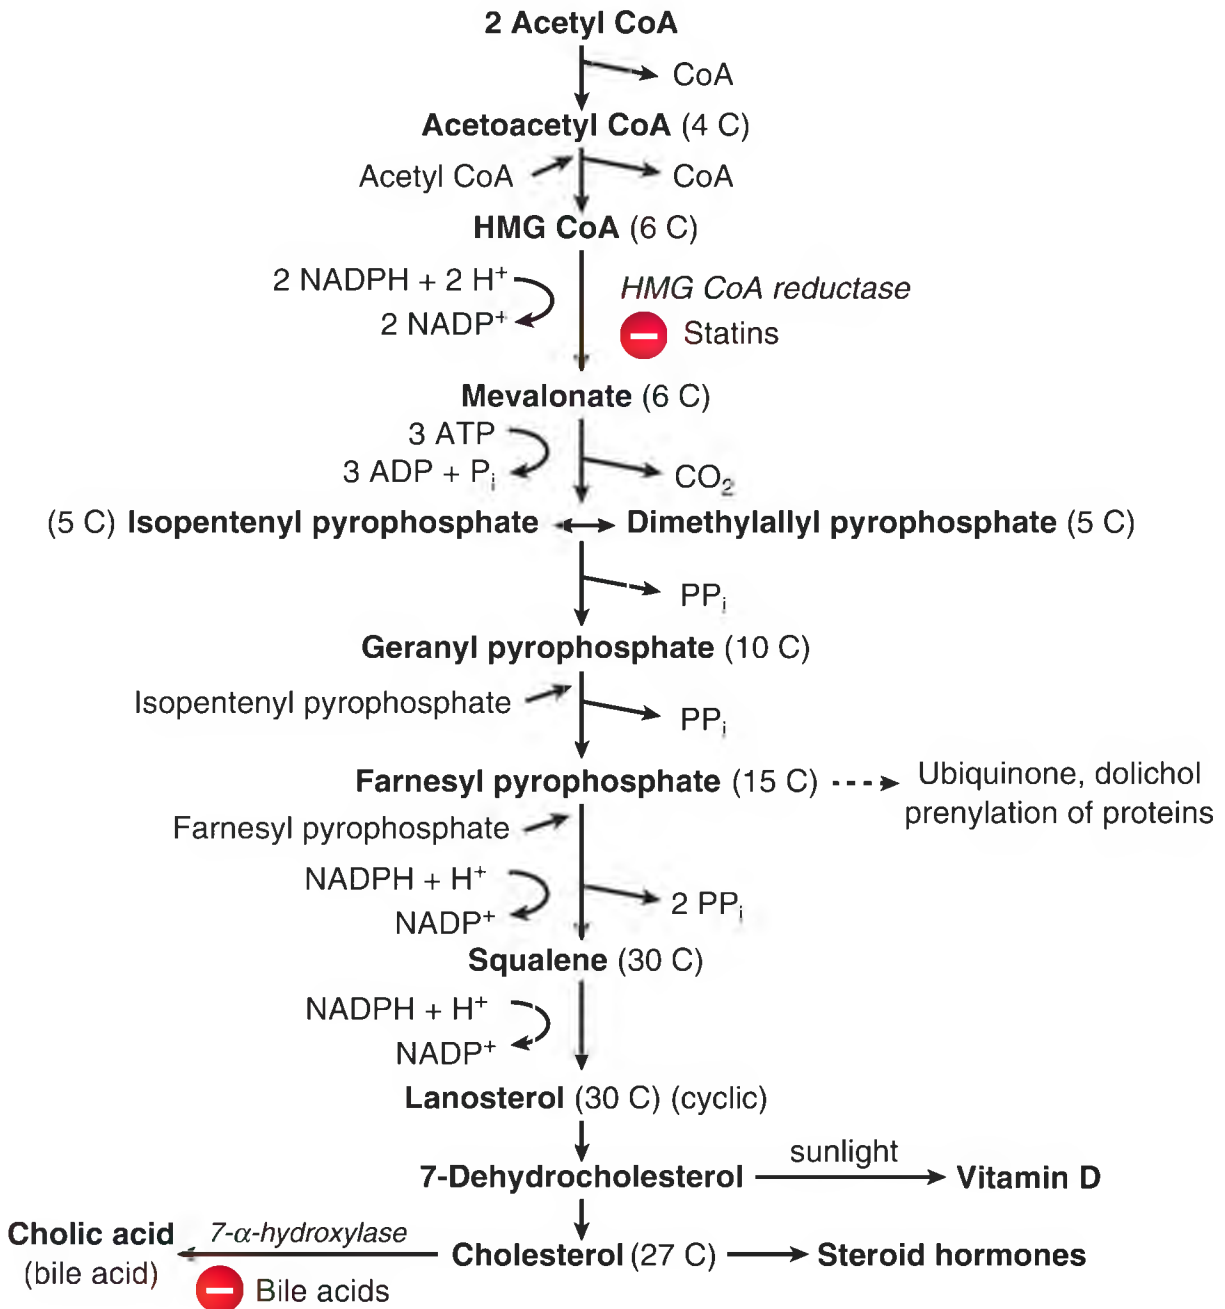 2 Acetyl CoA
CoA
Acetoacetyl CoA (4 C)
Acetyl CoA
CoA
HMG CoA (6 C)
2 NADPH + 2 H⁺
HMG CoA reductase
2 NADP⁺
Statins
Mevalonate (6 C)
3 ATP
3 ADP + Pᵢ
CO₂
(5 C) Isopentenyl pyrophosphate
Dimethylallyl pyrophosphate (5 C)
PPᵢ
Geranyl pyrophosphate (10 C)
Isopentenyl pyrophosphate
PPᵢ
Farnesyl pyrophosphate (15 C)
Ubiquinone, dolichol
prenylation of proteins
Farnesyl pyrophosphate
NADPH + H⁺
NADP⁺
2 PPᵢ
Squalene (30 C)
NADPH + H⁺
NADP⁺
Lanosterol (30 C) (cyclic)
7-Dehydrocholesterol
sunlight
Vitamin D
Cholic acid
(bile acid)
7-α-hydroxylase
Bile acids
Cholesterol (27 C)
Steroid hormones